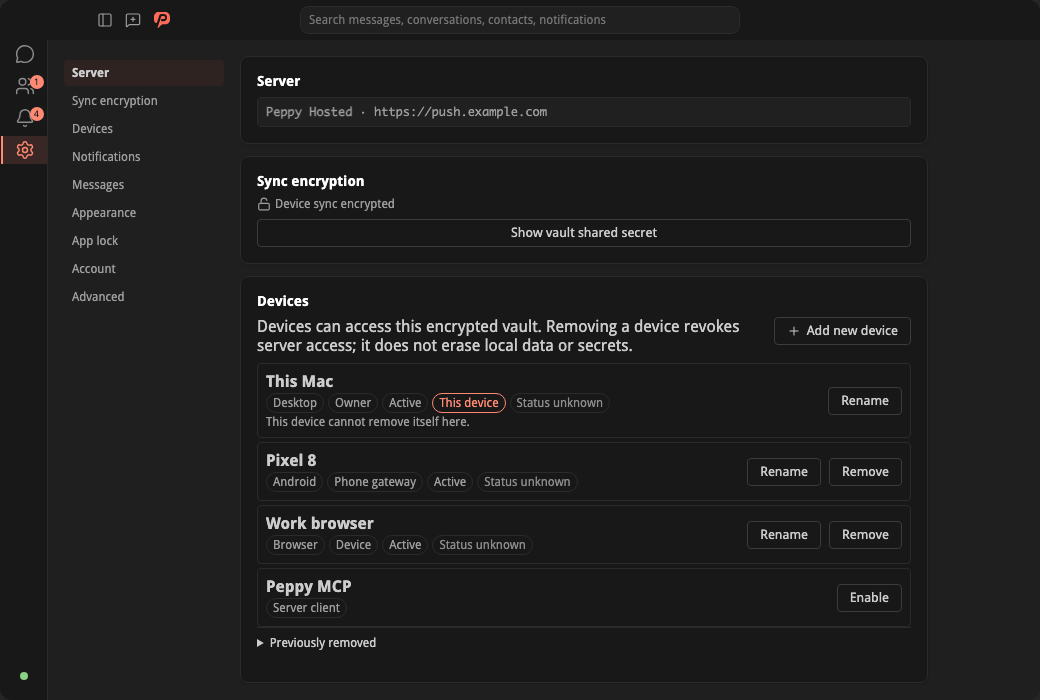 Search messages, conversations, contacts, notifications
1
4
Server
Sync encryption
Devices
Notifications
Messages
Appearance
App lock
Account
Advanced
Server
Peppy Hosted · https://push.example.com
Sync encryption
Device sync encrypted
Show vault shared secret
Devices
Devices can access this encrypted vault. Removing a device revokes
server access; it does not erase local data or secrets.
+ Add new device
This Mac
Desktop Owner Active This device Status unknown
This device cannot remove itself here.
Rename
Pixel 8
Android Phone gateway Active Status unknown
Rename Remove
Work browser
Browser Device Active Status unknown
Rename Remove
Peppy MCP
Server client
Enable
Previously removed